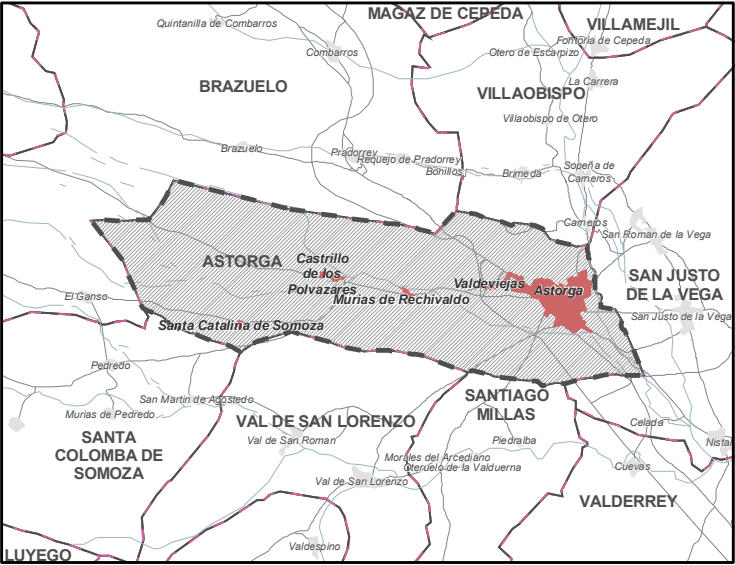 MAGAZ DE CEPEDA
Quintanilla de Combarros
VILLAMEJIL
Fontoria de Cepeda
Combarros
Otero de Escarpizo
La Carrera
BRAZUELO
VILLAOBISPO
Villaobispo de Otero
Brazuelo
Pradorrey
Requejo de Pradorrey
Bonillos
Brimeda
Sopeña de
Carneros
Carneros
San Roman de la Vega
ASTORGA
Castrillo
de los
Polvazares
Valdeviejas
Astorga
SAN JUSTO
DE LA VEGA
Murias de Rechivaldo
El Ganso
San Justo de la Vega
Santa Catalina de Somoza
Pedredo
San Martin de Agostedo
SANTIAGO
MILLAS
Murias de Pedredo
VAL DE SAN LORENZO
Celada
SANTA
COLOMBA DE
SOMOZA
Val de San Roman
Piedralba
Nistal
Morales del Arcediano
Oteruelo de la Valduerna
Cuevas
Val de San Lorenzo
VALDERREY
Valdespino
LUYEGO